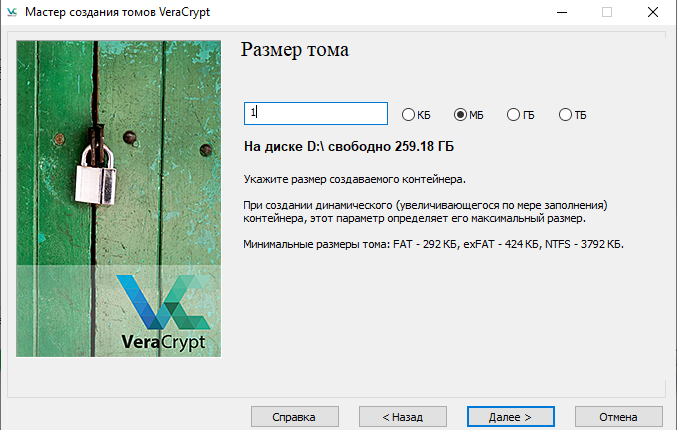 Мастер создания томов VeraCrypt
Размер тома
1
КБ
МБ
ГБ
ТБ
На диске D:\ свободно 259.18 ГБ
Укажите размер создаваемого контейнера.
При создании динамического (увеличивающегося по мере заполнения)
контейнера, этот параметр определяет его максимальный размер.
Минимальные размеры тома: FAT - 292 КБ, exFAT - 424 КБ, NTFS - 3792 КБ.
VeraCrypt
Справка
< Назад
Далее >
Отмена